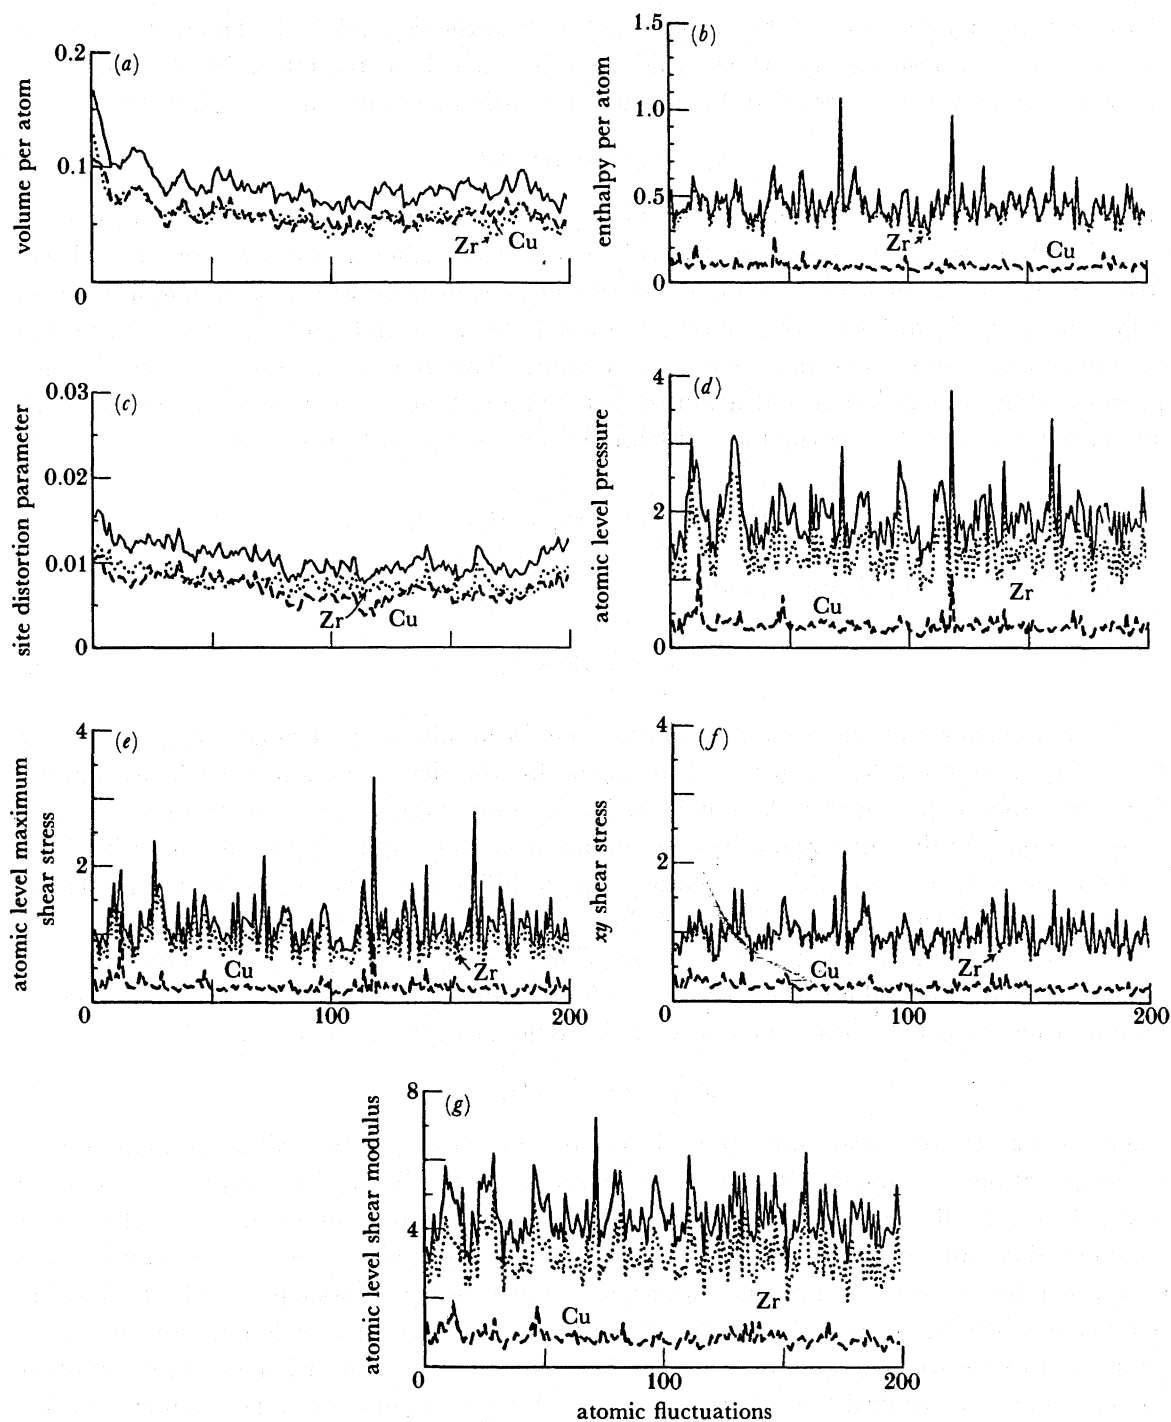 (a)
volume per atom
0.2
0.1
0
Zr
Cu
(b)
enthalpy per atom
1.5
1.0
0.5
0
Zr
Cu
(c)
site distortion parameter
0.03
0.02
0.01
0
Zr
Cu
(d)
atomic level pressure
4
2
0
Cu
Zr
(e)
atomic level maximum
shear stress
4
2
Cu
Zr
0
100
200
(f)
xy shear stress
4
2
Cu
Zr
0
100
200
(g)
atomic level shear modulus
8
4
Zr
Cu
0
100
200
atomic fluctuations